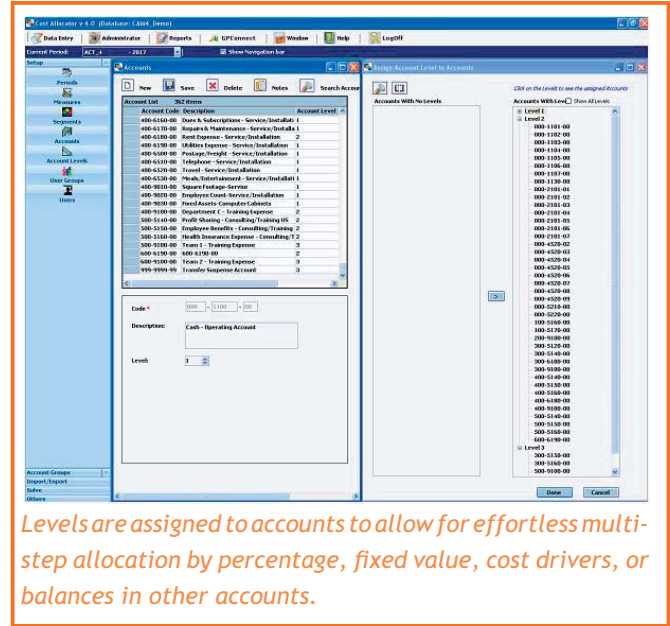 Cost Allocator v 4.0 (Database: CAW4_Demo)
Data Entry Administrator Reports GPConnect Window Help LogOff
Current Period: ACT_4 - 2017 Show Navigation bar
Setup
Periods
Measures
Segments
Accounts
Account Levels
User Groups
Users
Account Groups
Import/Export
Solve
Others
Accounts
New Save Delete Notes Search Accour
Account List 362 items
Account Code Description Account Level
400-6160-00 Dues & Subscriptions - Service/Installati 1
400-6170-00 Repairs & Maintenance - Service/Installa 1
400-6180-00 Rent Expense - Service/Installation 2
400-6190-00 Utilities Expense - Service/Installation 1
400-6500-00 Postage/Freight - Service/Installation 1
400-6510-00 Telephone - Service/Installation 1
400-6520-00 Travel - Service/Installation 1
400-6530-00 Meals/Entertainment - Service/Installati 1
400-9010-00 Square Footage-Service 1
400-9020-00 Employee Count-Service/Installation 1
400-9030-00 Fixed Assets-Computer Cabinets 1
400-9100-00 Department C - Training Expense 2
500-5140-00 Profit Sharing - Consulting/Training US 2
500-5150-00 Employee Benefits - Consulting/Training 2
500-5160-00 Health Insurance Expense - Consulting/T 2
500-9100-00 Team 1 - Training Expense 3
600-6190-00 600-6190-00 2
600-9100-00 Team 2 - Training Expense 3
999-9999-99 Transfer Suspense Account 3
Code * 000 - 1100 - 00
Description: Cash - Operating Account
Level: 1
Assign Account Level to Accounts
Click on the Levels to see the assigned Accounts
Accounts With No Levels
Accounts With Level Show All Levels
Level 1
Level 2
000-1101-00
000-1102-00
000-1103-00
000-1104-00
000-1105-00
000-1106-00
000-1107-00
000-1130-00
000-2101-01
000-2101-02
000-2101-03
000-2101-04
000-2101-05
000-2101-06
000-2101-07
000-4520-02
000-4520-03
000-4520-04
000-4520-05
000-4520-06
000-4520-07
000-4520-08
000-4520-09
000-5210-00
000-5220-00
100-5160-00
100-5170-00
200-9100-00
300-5120-00
300-5140-00
300-6180-00
300-9100-00
400-5140-00
400-5150-00
400-5160-00
400-6180-00
400-9100-00
500-5140-00
500-5150-00
500-5160-00
600-6190-00
Level 3
300-5150-00
300-5160-00
500-9100-00
>
Done Cancel
Levels are assigned to accounts to allow for effortless multi-
step allocation by percentage, fixed value, cost drivers, or
balances in other accounts.